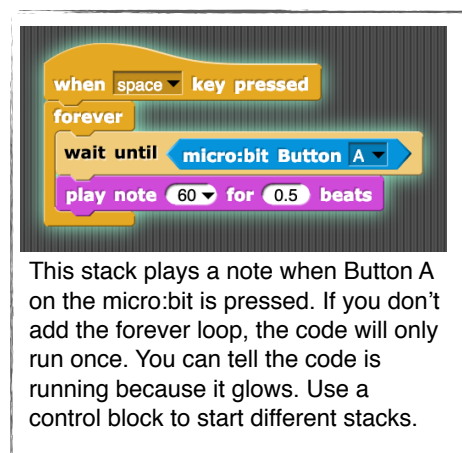 when space key pressed
forever
wait until micro:bit Button A
play note 60 for 0.5 beats
This stack plays a note when Button A
on the micro:bit is pressed. If you don’t
add the forever loop, the code will only
run once. You can tell the code is
running because it glows. Use a
control block to start different stacks.